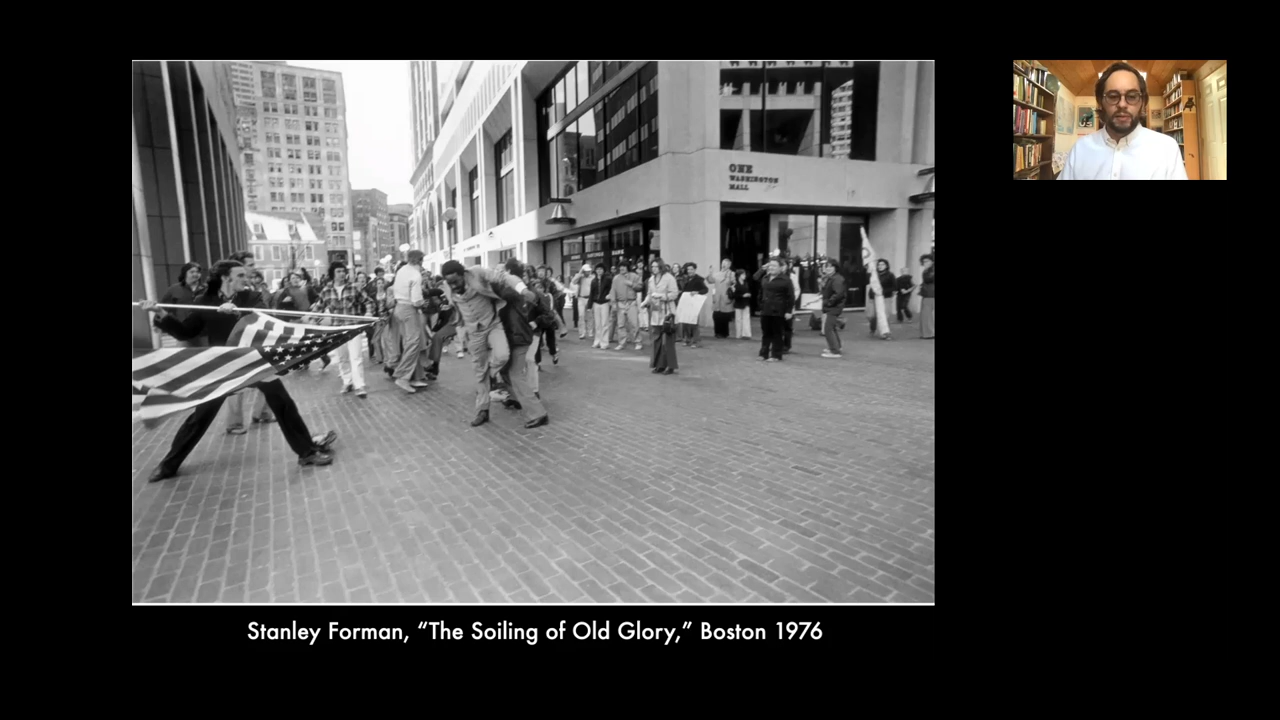 ONE
WASHINGTON
MALL
Stanley Forman, “The Soiling of Old Glory,” Boston 1976